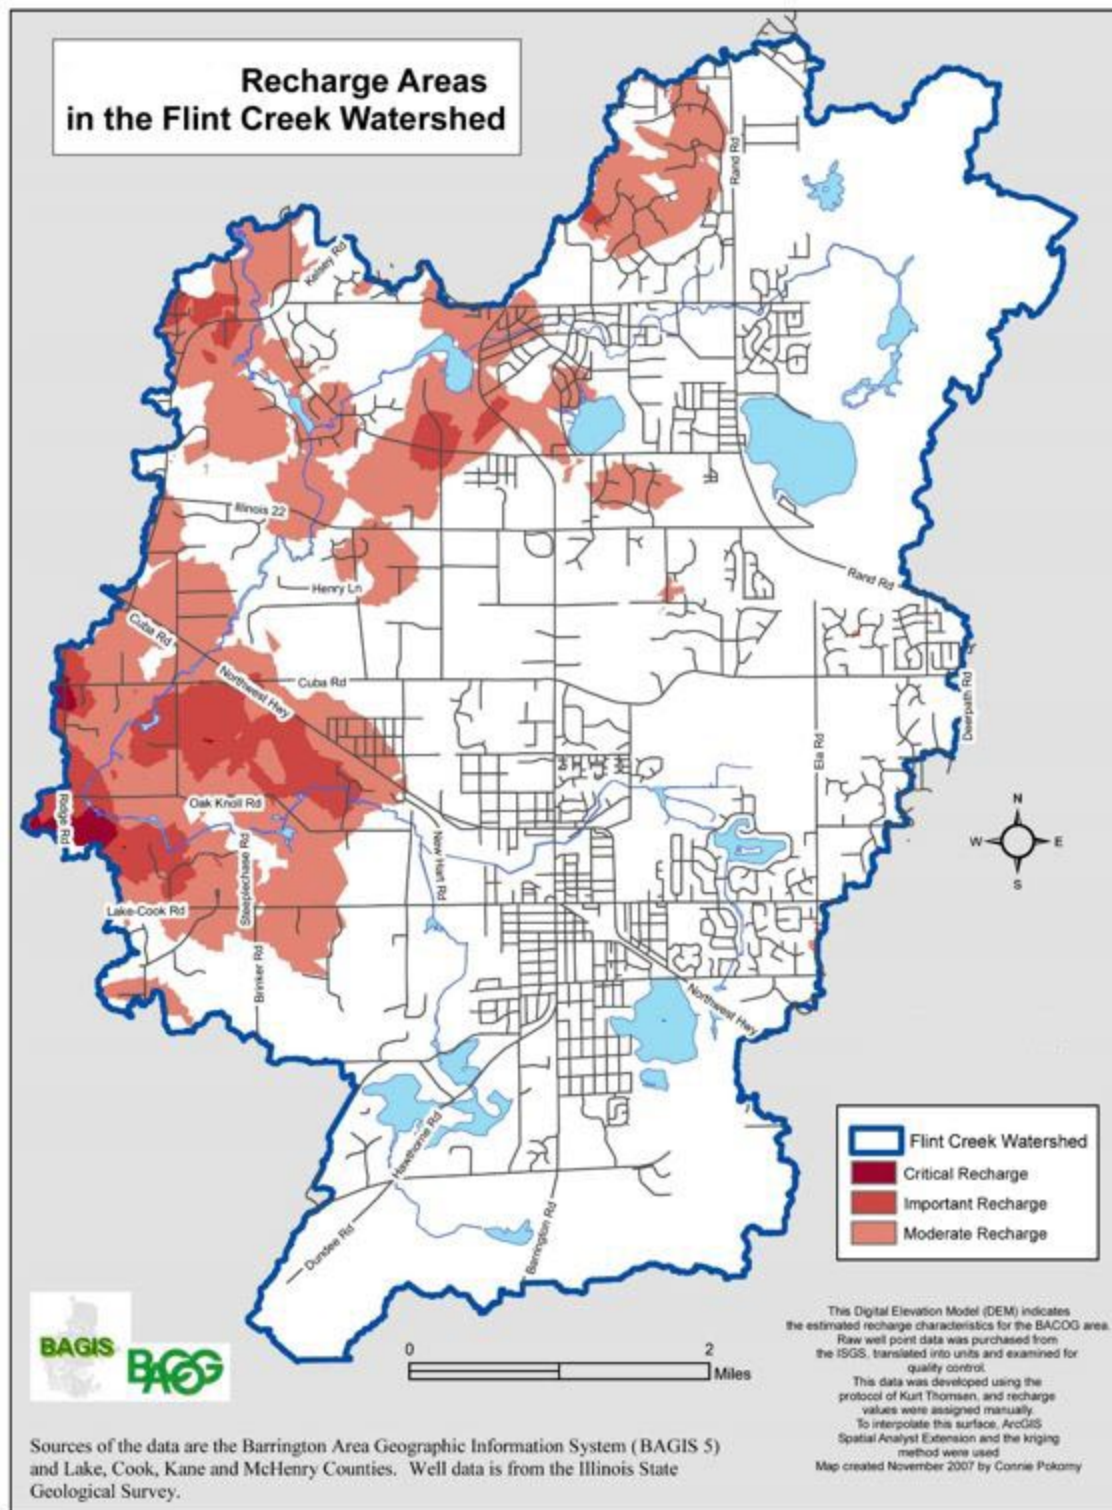 Recharge Areas
in the Flint Creek Watershed
Rand Rd
Kelsey Rd
Illinois 22
Henry Ln
Rand Rd
Cuba Rd
Northwest Hwy
Cuba Rd
Deerpath Rd
Ela Rd
Oak Knoll Rd
Ridge Rd
Steeplechase Rd
New Hart Rd
Lake-Cook Rd
Brinker Rd
Northwest Hwy
Hawthorne Rd
Dundee Rd
Barrington Rd
N
W
E
S
Flint Creek Watershed
Critical Recharge
Important Recharge
Moderate Recharge
BAGIS
BACOG
0
2
Miles
This Digital Elevation Model (DEM) indicates
the estimated recharge characteristics for the BACOG area.
Raw well point data was purchased from
the ISGS, translated into units and examined for
quality control.
This data was developed using the
protocol of Kurt Thomsen, and recharge
values were assigned manually.
To interpolate this surface, ArcGIS
Spatial Analyst Extension and the kriging
method were used
Map created November 2007 by Connie Pokorny
Sources of the data are the Barrington Area Geographic Information System (BAGIS 5)
and Lake, Cook, Kane and McHenry Counties. Well data is from the Illinois State
Geological Survey.